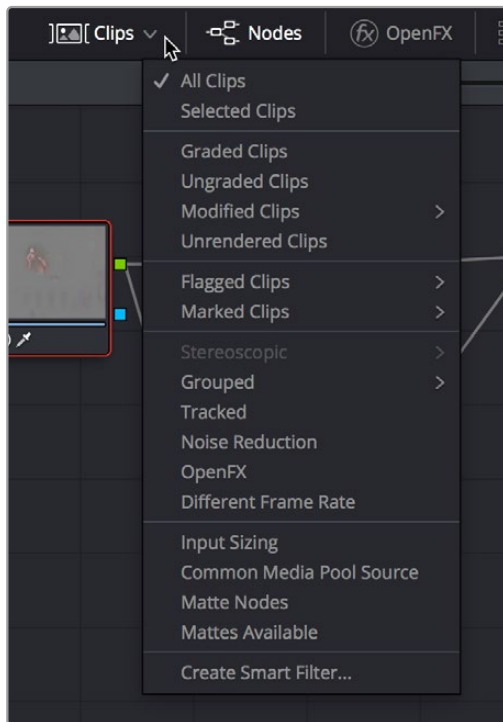 Clips
Nodes
fx OpenFX
All Clips
Selected Clips
Graded Clips
Ungraded Clips
Modified Clips
Unrendered Clips
Flagged Clips
Marked Clips
Stereoscopic
Grouped
Tracked
Noise Reduction
OpenFX
Different Frame Rate
Input Sizing
Common Media Pool Source
Matte Nodes
Mattes Available
Create Smart Filter...